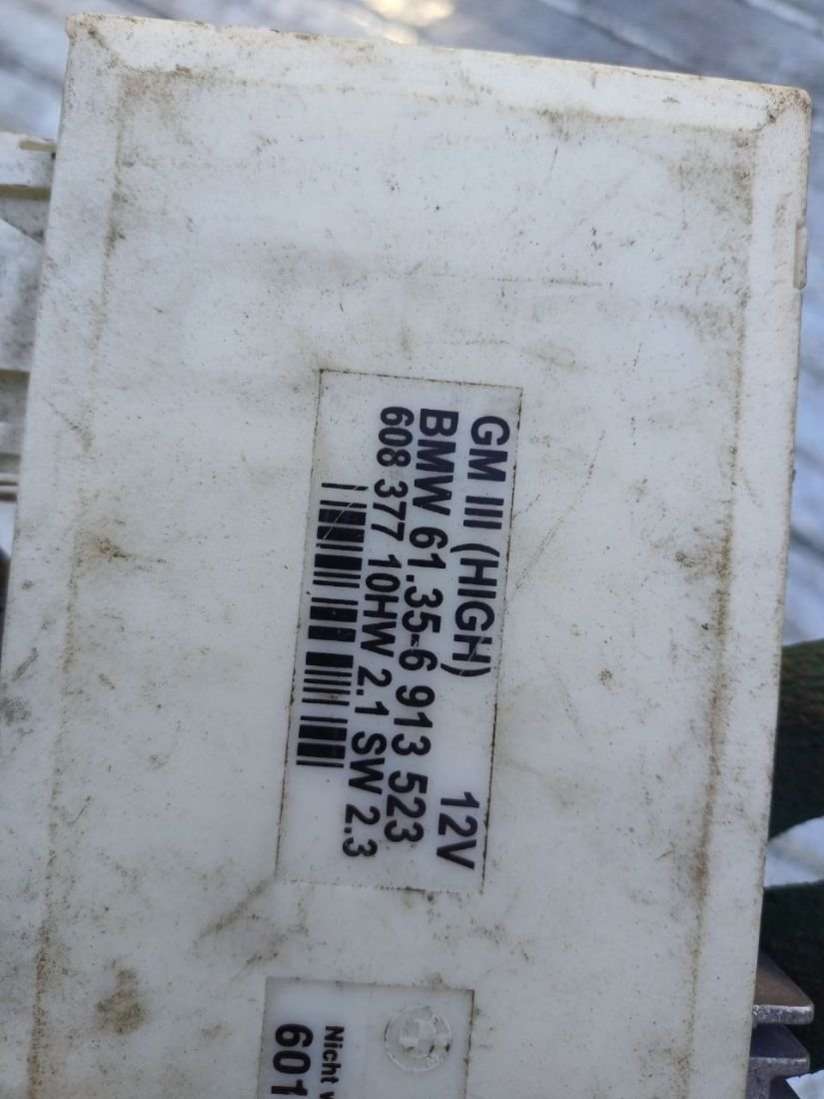 GM III (HIGH) 12V
BMW 61.35-6 913 523
608 377 10HW 2.1 SW 2.3
Nicht
601